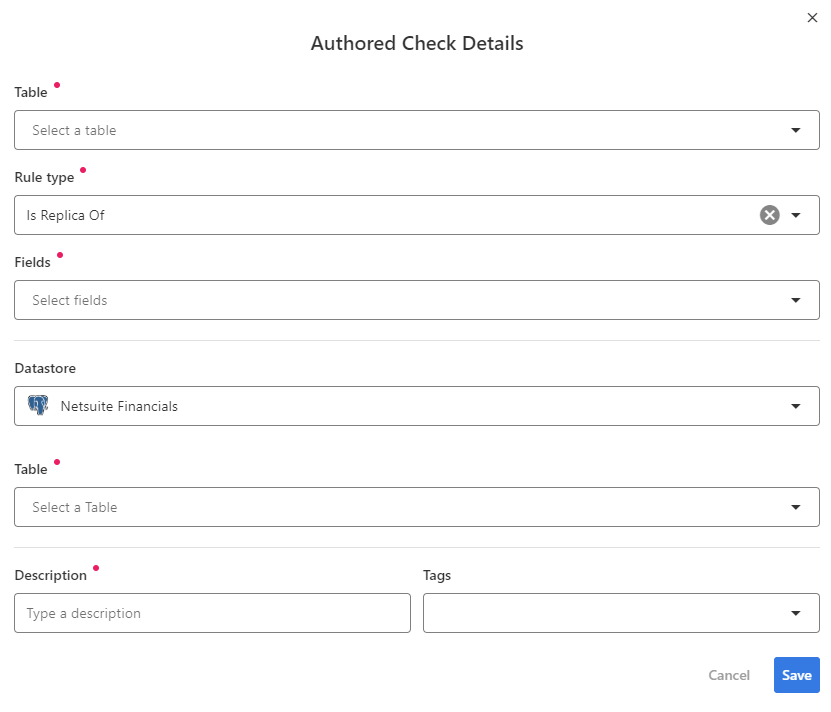 Authored Check Details
Table
Select a table
Rule type
Is Replica Of
Fields
Select fields
Datastore
Netsuite Financials
Table
Select a Table
Description
Tags
Type a description
Cancel
Save